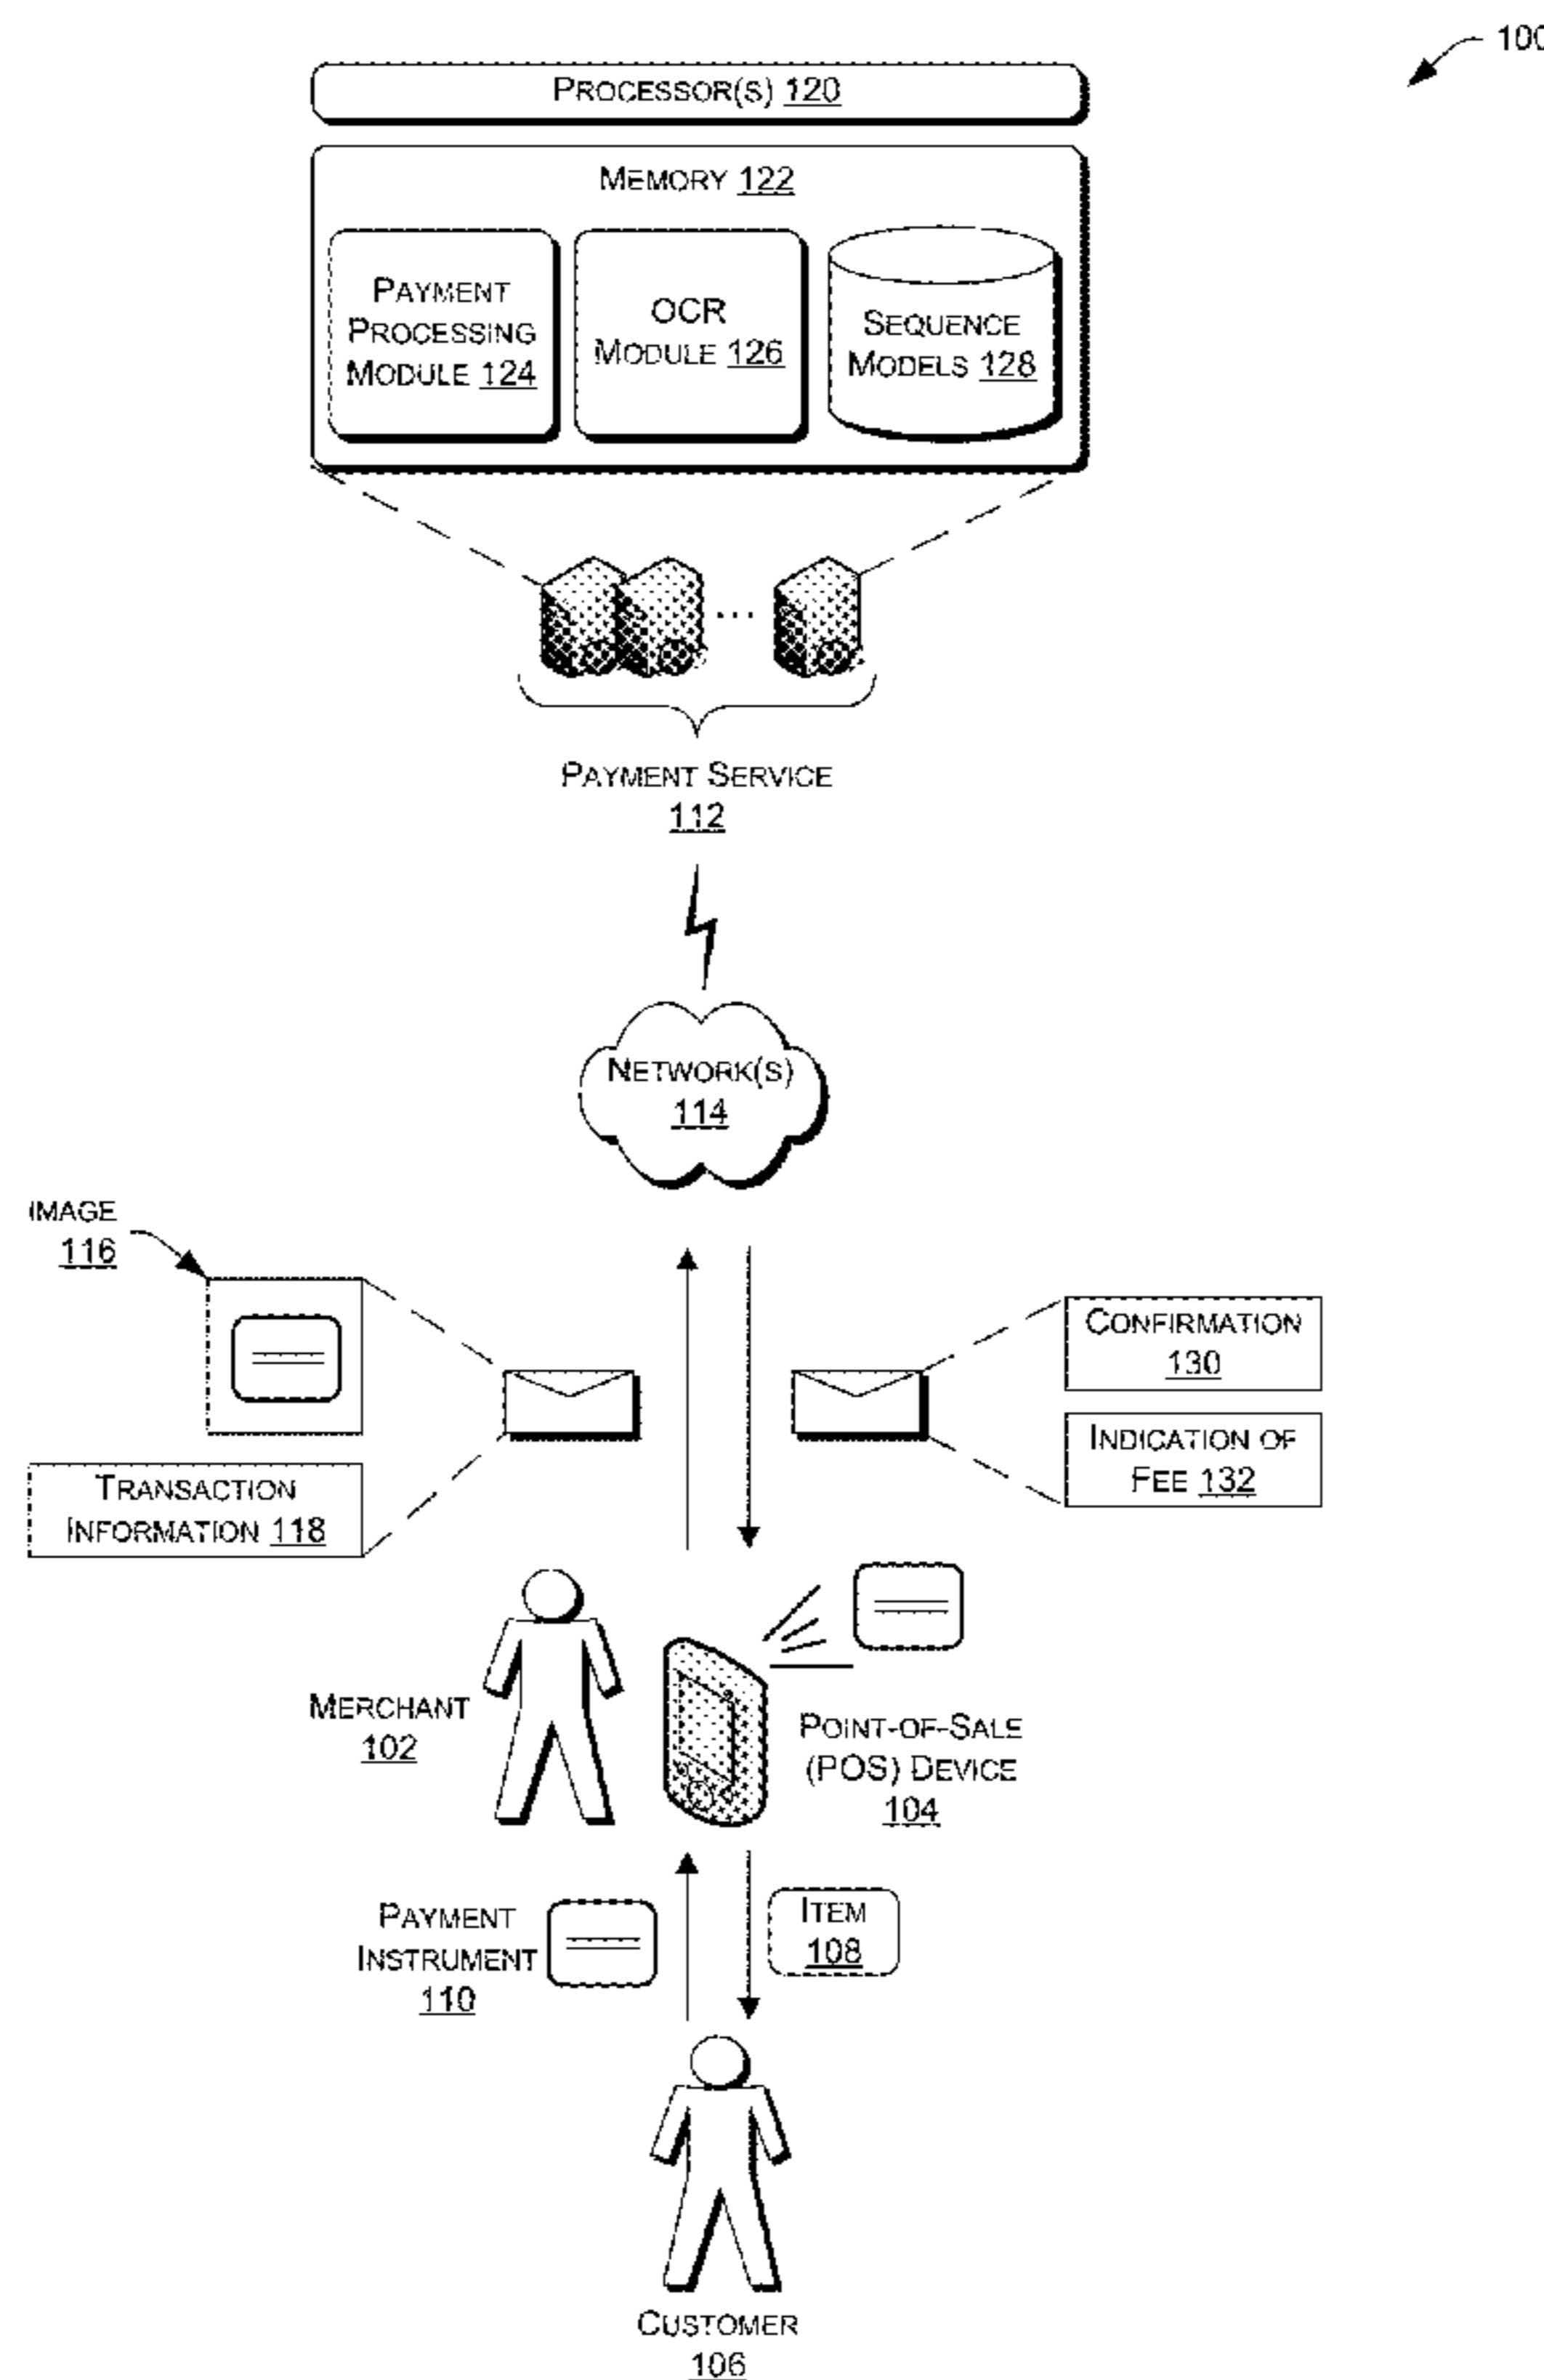 100
PROCESSOR(S) 120
MEMORY 122
PAYMENT
PROCESSING
MODULE 124
OCR
MODULE 126
SEQUENCE
MODELS 128
...
PAYMENT SERVICE
112
NETWORK(S)
114
IMAGE
116
TRANSACTION
INFORMATION 118
CONFIRMATION
130
INDICATION OF
FEE 132
MERCHANT
102
POINT-OF-SALE
(POS) DEVICE
104
PAYMENT
INSTRUMENT
110
ITEM
108
CUSTOMER
106